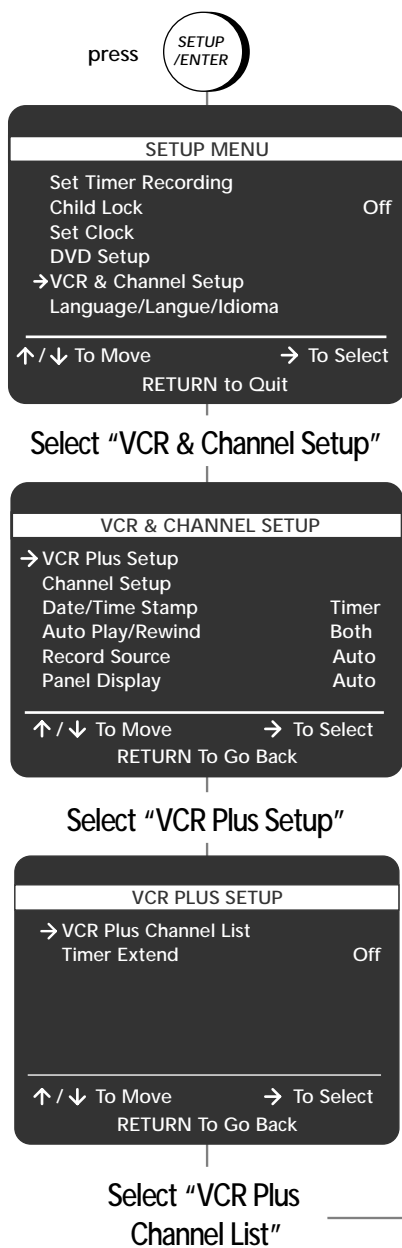 press SETUP
/ENTER
SETUP MENU
Set Timer Recording
Child Lock Off
Set Clock
DVD Setup
→VCR & Channel Setup
Language/Langue/Idioma
↑/↓ To Move → To Select
RETURN to Quit
Select “VCR & Channel Setup”
VCR & CHANNEL SETUP
→VCR Plus Setup
Channel Setup
Date/Time Stamp Timer
Auto Play/Rewind Both
Record Source Auto
Panel Display Auto
↑/↓ To Move → To Select
RETURN To Go Back
Select “VCR Plus Setup”
VCR PLUS SETUP
→VCR Plus Channel List
Timer Extend Off
↑/↓ To Move → To Select
RETURN To Go Back
Select “VCR Plus
Channel List”